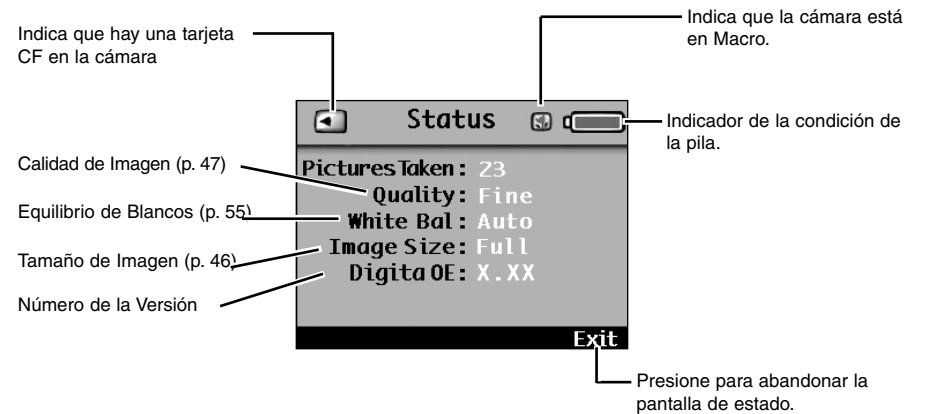 Indica que hay una tarjeta
CF en la cámara
Indica que la cámara está
en Macro.
Status
Indicador de la condición de
la pila.
Calidad de Imagen (p. 47)
Equilibrio de Blancos (p. 55)
Tamaño de Imagen (p. 46)
Número de la Versión
Pictures Taken: 23
Quality: Fine
White Bal: Auto
Image Size: Full
Digita OE: X.XX
Exit
Presione para abandonar la
pantalla de estado.